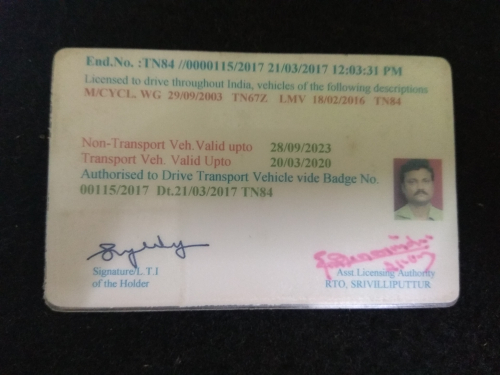 End.No. :TN84 //0000115/2017 21/03/2017 12:03:31 PM
Licensed to drive throughout India, vehicles of the following descriptions
M/CYCL. WG 29/09/2003 TN67Z LMV 18/02/2016 TN84
Non-Transport Veh.Valid upto 28/09/2023
Transport Veh. Valid Upto 20/03/2020
Authorised to Drive Transport Vehicle vide Badge No.
00115/2017 Dt.21/03/2017 TN84
Signature/L.T.I
of the Holder
Asst Licensing Authority
RTO, SRIVILLIPUTTUR